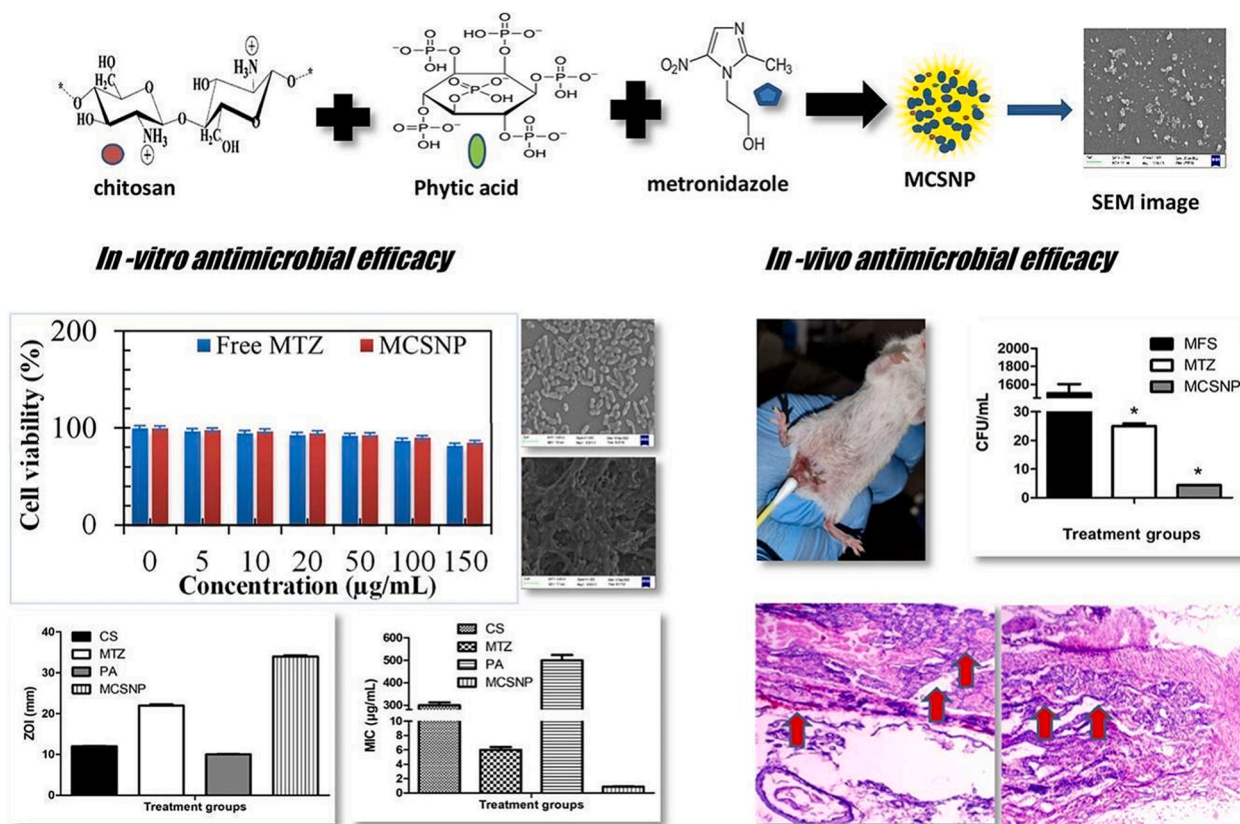 HO
H₂C
HO
O
NH₃
+
O
*
HO
H₃N
+
H₂C
OH
O
*
chitosan
O
HO-P-O⁻
O
P-O⁻
OH
O
O=P-O⁻
OH
O
P
OH
O
P-O⁻
OH
O=P-O⁻
OH
O
P-O⁻
OH
Phytic acid
N
NO₂
N
CH₃
OH
metronidazole
MCSNP
SEM image
In -vitro antimicrobial efficacy
In -vivo antimicrobial efficacy
Cell viability (%)
200
100
0
Free MTZ
MCSNP
0 5 10 20 50 100 150
Concentration (µg/mL)
CFU/mL
2000
1800
1600
1400
30
20
10
0
MFS
MTZ
MCSNP
*
*
Treatment groups
ZOI (mm)
40
30
20
10
0
CS
MTZ
PA
MCSNP
Treatment groups
MIC (µg/mL)
600
500
400
300
10
8
6
4
2
0
CS
MTZ
PA
MCSNP
Treatment groups